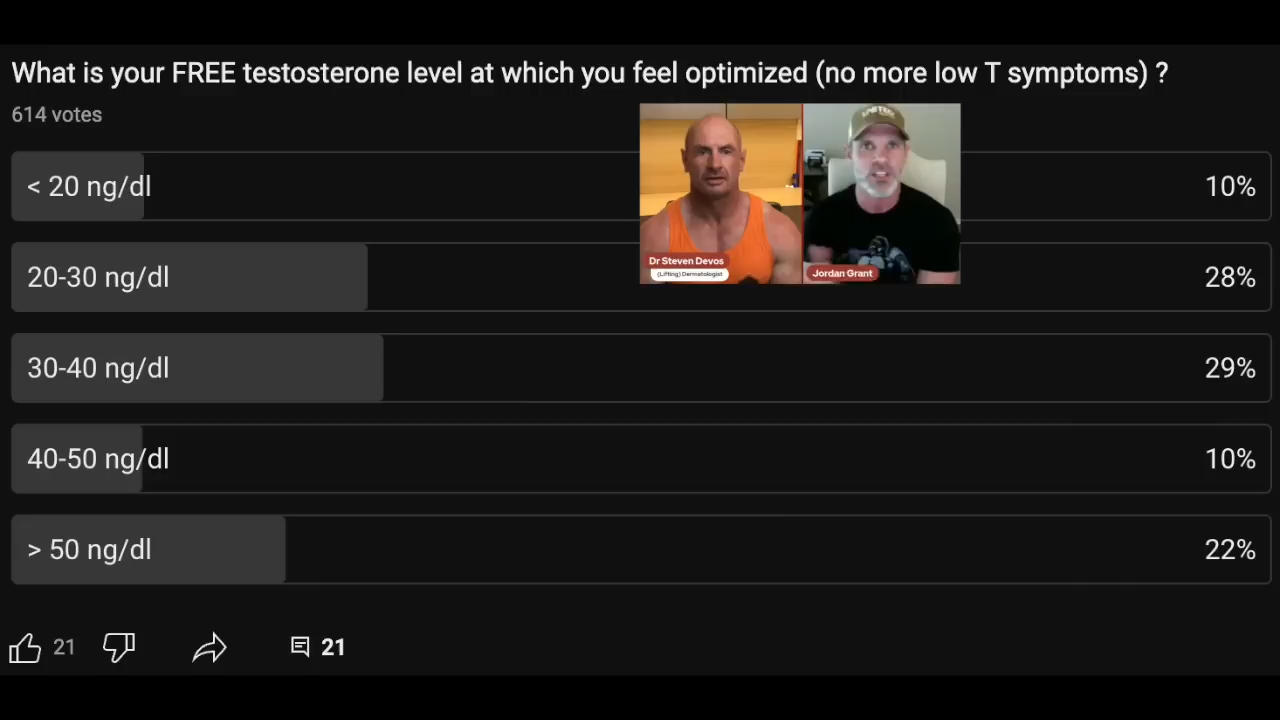 What is your FREE testosterone level at which you feel optimized (no more low T symptoms) ?
614 votes
< 20 ng/dl
10%
20-30 ng/dl
28%
30-40 ng/dl
29%
40-50 ng/dl
10%
> 50 ng/dl
22%
Dr Steven Devos
(Lifting) Dermatologist
Jordan Grant
21
21